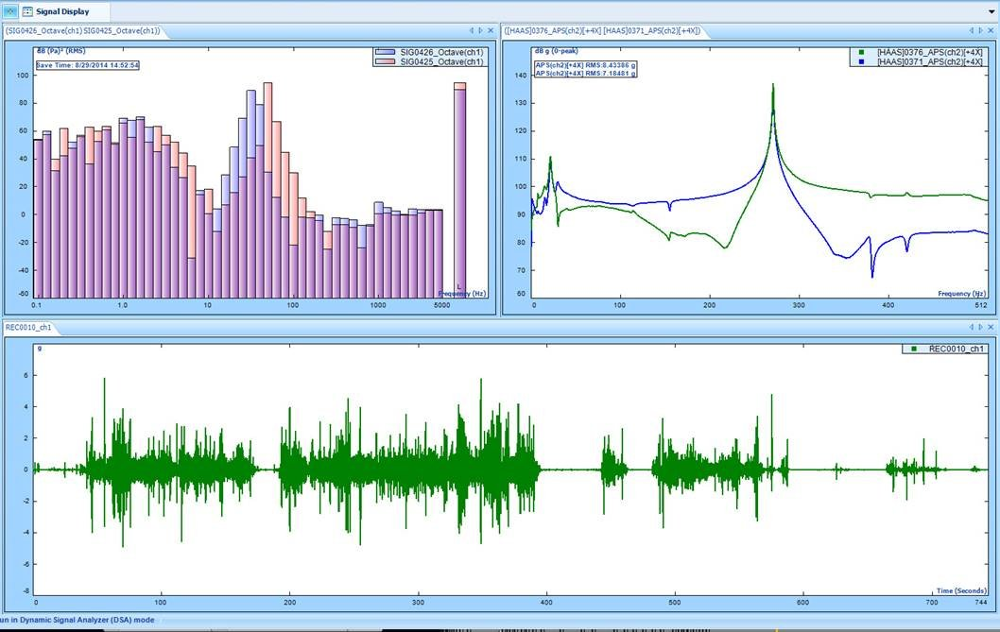 Signal Display
(SIG0426_Octave(ch1) SIG0425_Octave(ch1))
([HAAS]0376_APS(ch2)[+4X] [HAAS]0371_APS(ch2)[+4X])
dB (Pa)² (RMS)
Save Time: 8/29/2014 14:52:54
SIG0426_Octave(ch1)
SIG0425_Octave(ch1)
100
80
60
40
20
0
-20
-40
-60
0.1
1.0
10
100
1000
5000
L
Frequency (Hz)
dB g (0-peak)
APS(ch2)[+4X] RMS:8.43386 g
APS(ch2)[+4X] RMS:7.18481 g
[HAAS]0376_APS(ch2)[+4X]
[HAAS]0371_APS(ch2)[+4X]
140
130
120
110
100
90
80
70
60
0
100
200
300
400
512
Frequency (Hz)
REC0010_ch1
g
REC0010_ch1
6
4
2
0
-2
-4
-6
-8
0
100
200
300
400
500
600
700
744
Time (Seconds)
un in Dynamic Signal Analyzer (DSA) mode